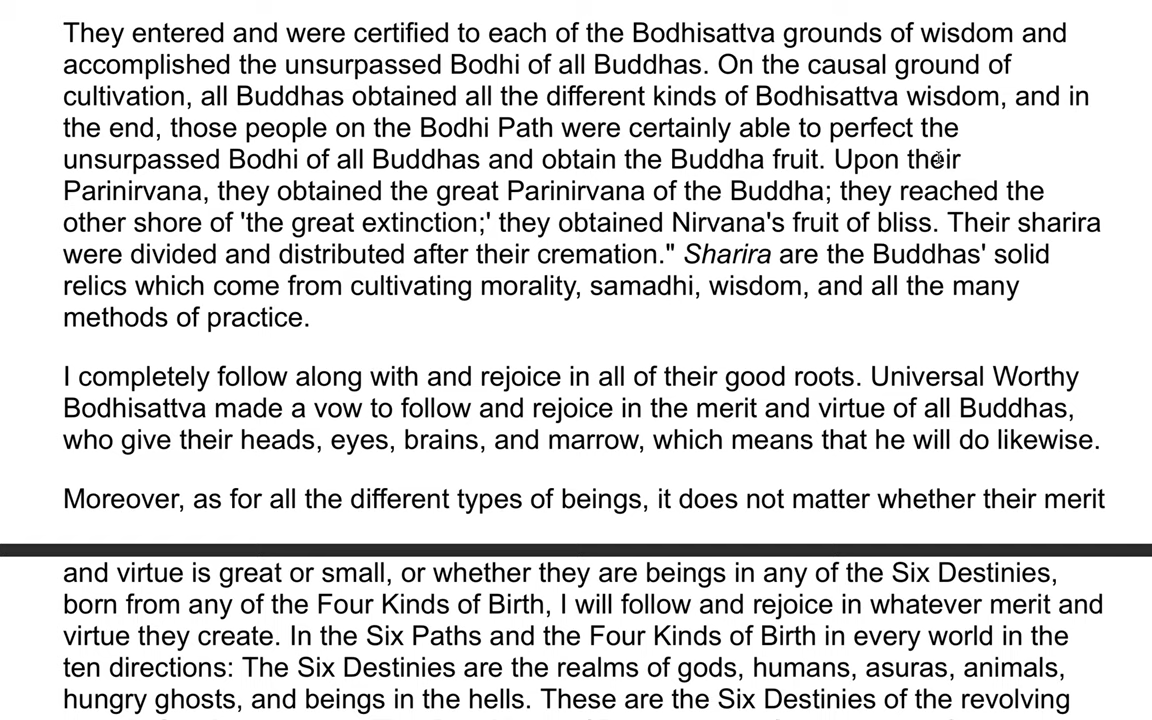 They entered and were certified to each of the Bodhisattva grounds of wisdom and
accomplished the unsurpassed Bodhi of all Buddhas. On the causal ground of
cultivation, all Buddhas obtained all the different kinds of Bodhisattva wisdom, and in
the end, those people on the Bodhi Path were certainly able to perfect the
unsurpassed Bodhi of all Buddhas and obtain the Buddha fruit. Upon their
Parinirvana, they obtained the great Parinirvana of the Buddha; they reached the
other shore of 'the great extinction;' they obtained Nirvana's fruit of bliss. Their sharira
were divided and distributed after their cremation." Sharira are the Buddhas' solid
relics which come from cultivating morality, samadhi, wisdom, and all the many
methods of practice.
I completely follow along with and rejoice in all of their good roots. Universal Worthy
Bodhisattva made a vow to follow and rejoice in the merit and virtue of all Buddhas,
who give their heads, eyes, brains, and marrow, which means that he will do likewise.
Moreover, as for all the different types of beings, it does not matter whether their merit
and virtue is great or small, or whether they are beings in any of the Six Destinies,
born from any of the Four Kinds of Birth, I will follow and rejoice in whatever merit and
virtue they create. In the Six Paths and the Four Kinds of Birth in every world in the
ten directions: The Six Destinies are the realms of gods, humans, asuras, animals,
hungry ghosts, and beings in the hells. These are the Six Destinies of the revolving